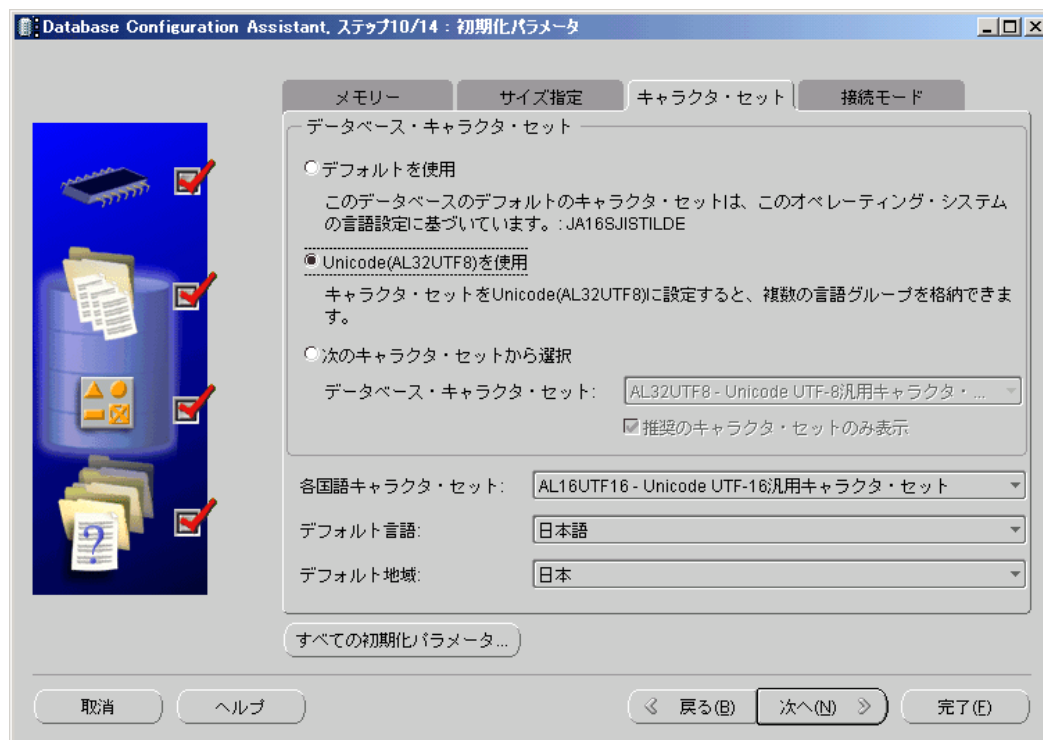 Database Configuration Assistant, ステップ10/14 : 初期化パラメータ
メモリー
サイズ指定
キャラクタ・セット
接続モード
データベース・キャラクタ・セット
デフォルトを使用
このデータベースのデフォルトのキャラクタ・セットは、このオペレーティング・システム
の言語設定に基づいています。: JA16SJISTILDE
Unicode(AL32UTF8)を使用
キャラクタ・セットをUnicode(AL32UTF8)に設定すると、複数の言語グループを格納できま
す。
次のキャラクタ・セットから選択
データベース・キャラクタ・セット:
AL32UTF8 - Unicode UTF-8汎用キャラクタ・...
推奨のキャラクタ・セットのみ表示
各国語キャラクタ・セット:
AL16UTF16 - Unicode UTF-16汎用キャラクタ・セット
デフォルト言語:
日本語
デフォルト地域:
日本
すべての初期化パラメータ...
取消
ヘルプ
戻る(B)
次へ(N)
完了(F)